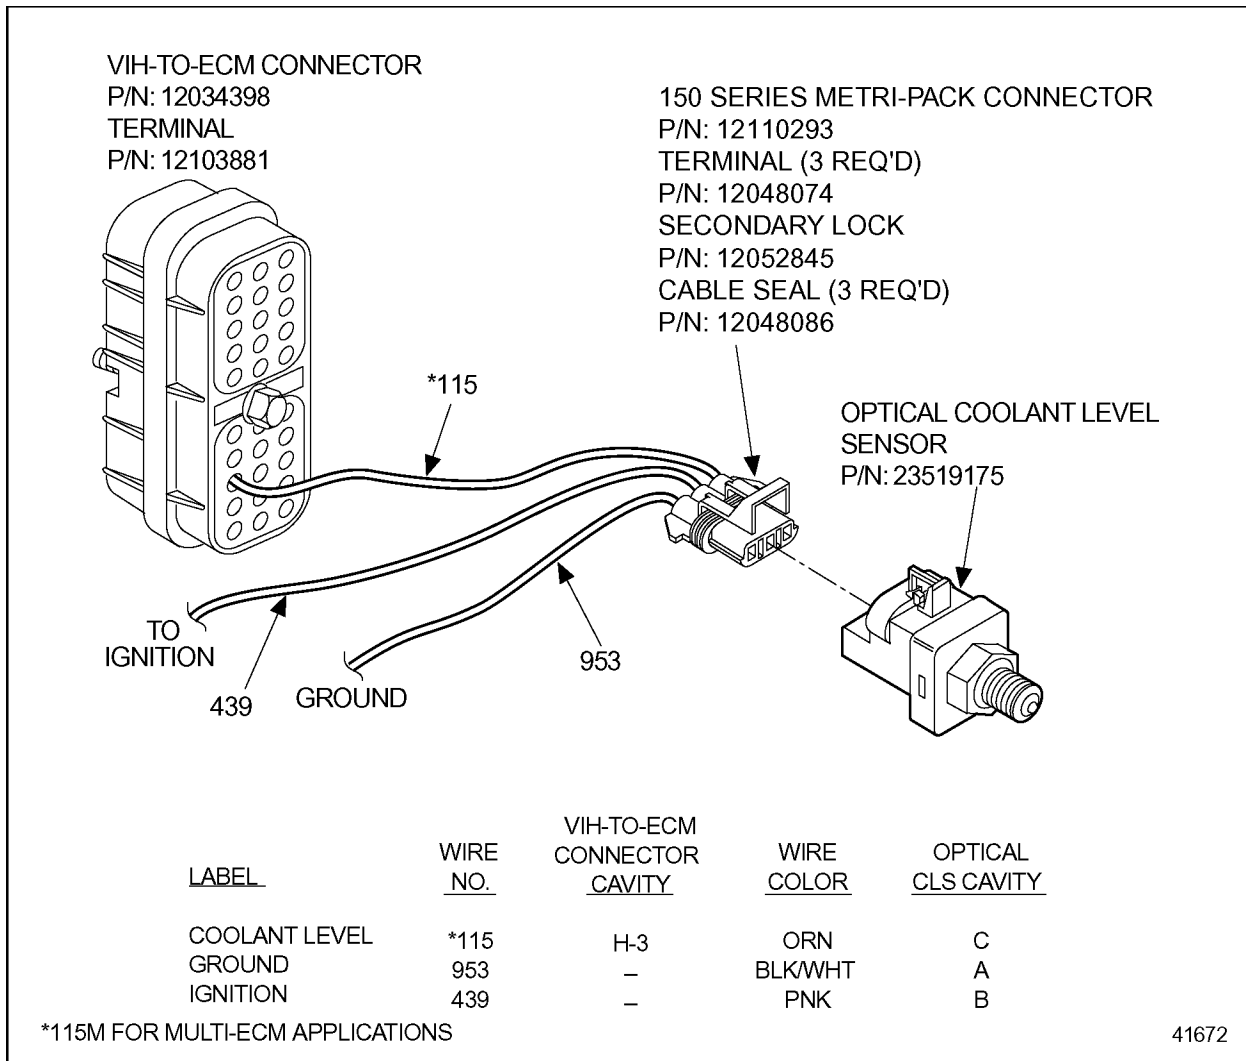 VIH-TO-ECM CONNECTOR
P/N: 12034398
TERMINAL
P/N: 12103881
150 SERIES METRI-PACK CONNECTOR
P/N: 12110293
TERMINAL (3 REQ'D)
P/N: 12048074
SECONDARY LOCK
P/N: 12052845
CABLE SEAL (3 REQ'D)
P/N: 12048086
*115
OPTICAL COOLANT LEVEL
SENSOR
P/N: 23519175
TO
IGNITION
439
GROUND
953
LABEL WIRE NO. VIH-TO-ECM CONNECTOR CAVITY WIRE COLOR OPTICAL CLS CAVITY
COOLANT LEVEL *115 H-3 ORN C
GROUND 953 – BLK/WHT A
IGNITION 439 – PNK B
*115M FOR MULTI-ECM APPLICATIONS
41672